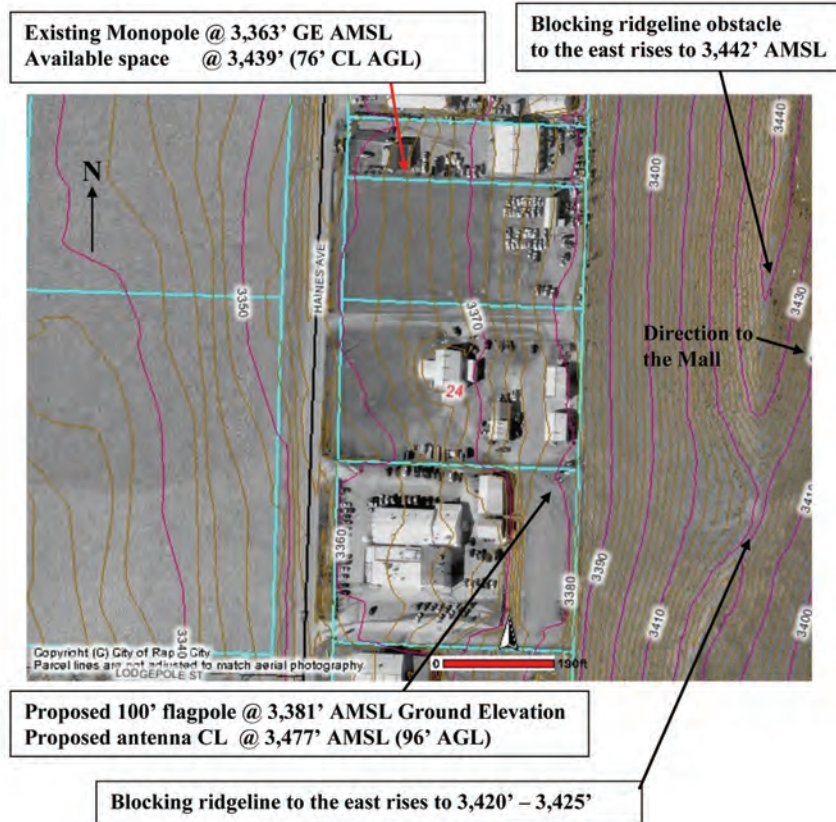 Existing Monopole @ 3,363’ GE AMSL
Available space @ 3,439’ (76’ CL AGL)
Blocking ridgeline obstacle
to the east rises to 3,442’ AMSL
N
3440
3400
HAINES AVE
3350
3430
3370
Direction to
the Mall
24
3410
3360
3390
3380
3410
3400
3340
Copyright (C) City of Rapid City
Parcel lines are not adjusted to match aerial photography
LODGEPOLE ST
0 190ft
Proposed 100’ flagpole @ 3,381’ AMSL Ground Elevation
Proposed antenna CL @ 3,477’ AMSL (96’ AGL)
Blocking ridgeline to the east rises to 3,420’ – 3,425’